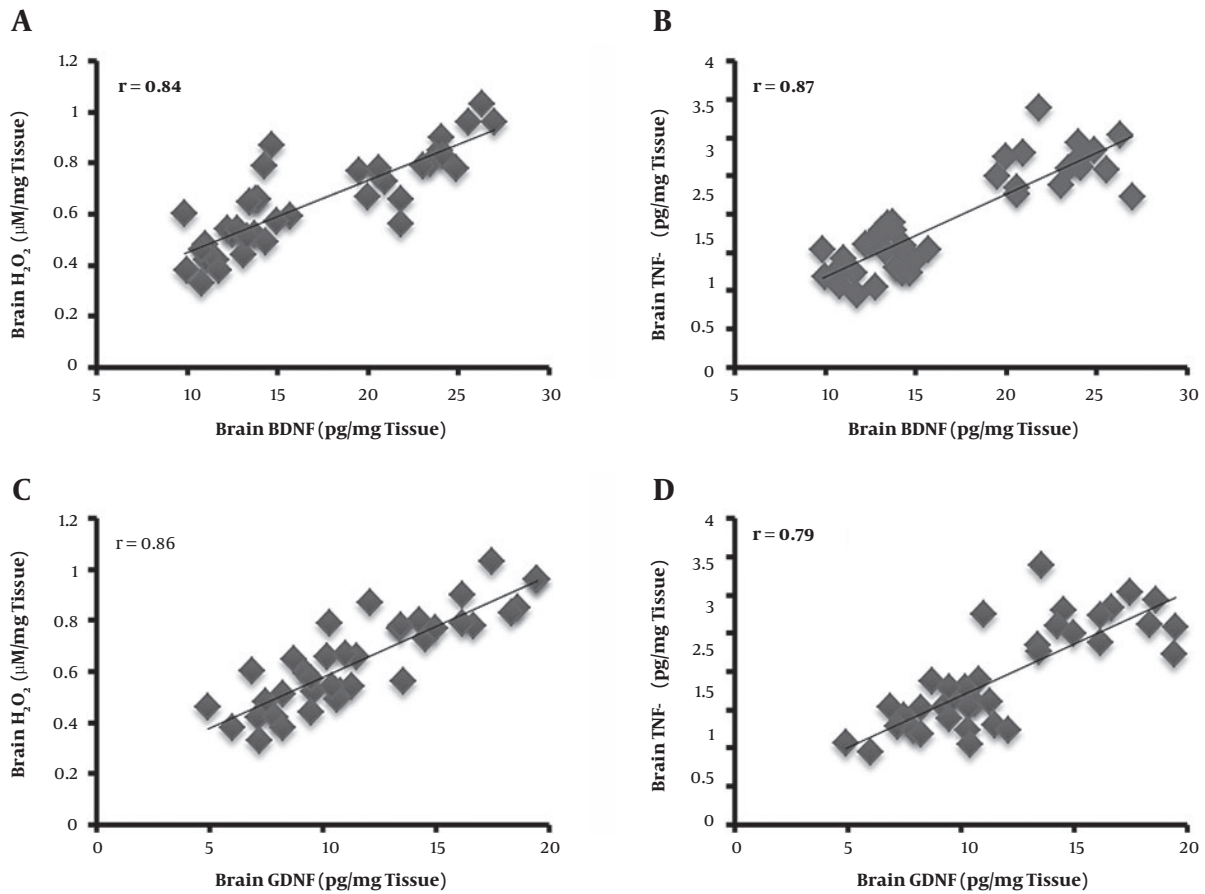 A
1.2
1
0.8
0.6
0.4
0.2
0
r = 0.84
Brain H₂O₂ (μM/mg Tissue)
5 10 15 20 25 30
Brain BDNF (pg/mg Tissue)
B
4
3.5
3
2.5
1.5
1
0.5
0
r = 0.87
Brain TNF- (pg/mg Tissue)
5 10 15 20 25 30
Brain BDNF (pg/mg Tissue)
C
1.2
1
0.8
0.6
0.4
0.2
0
r = 0.86
Brain H₂O₂ (μM/mg Tissue)
0 5 10 15 20
Brain GDNF (pg/mg Tissue)
D
4
3.5
3
2.5
1.5
1
0.5
0
r = 0.79
Brain TNF- (pg/mg Tissue)
0 5 10 15 20
Brain GDNF (pg/mg Tissue)